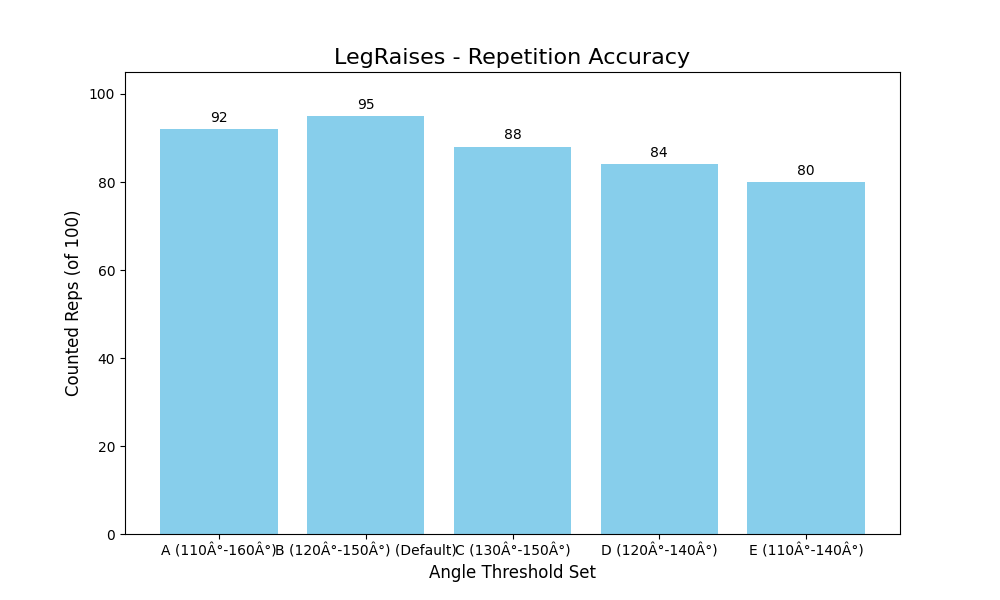 LegRaises - Repetition Accuracy
Counted Reps (of 100)
100
80
60
40
20
0
92
95
88
84
80
A (110Â°-160Â°)
B (120Â°-150Â°) (Default)
C (130Â°-150Â°)
D (120Â°-140Â°)
E (110Â°-140Â°)
Angle Threshold Set